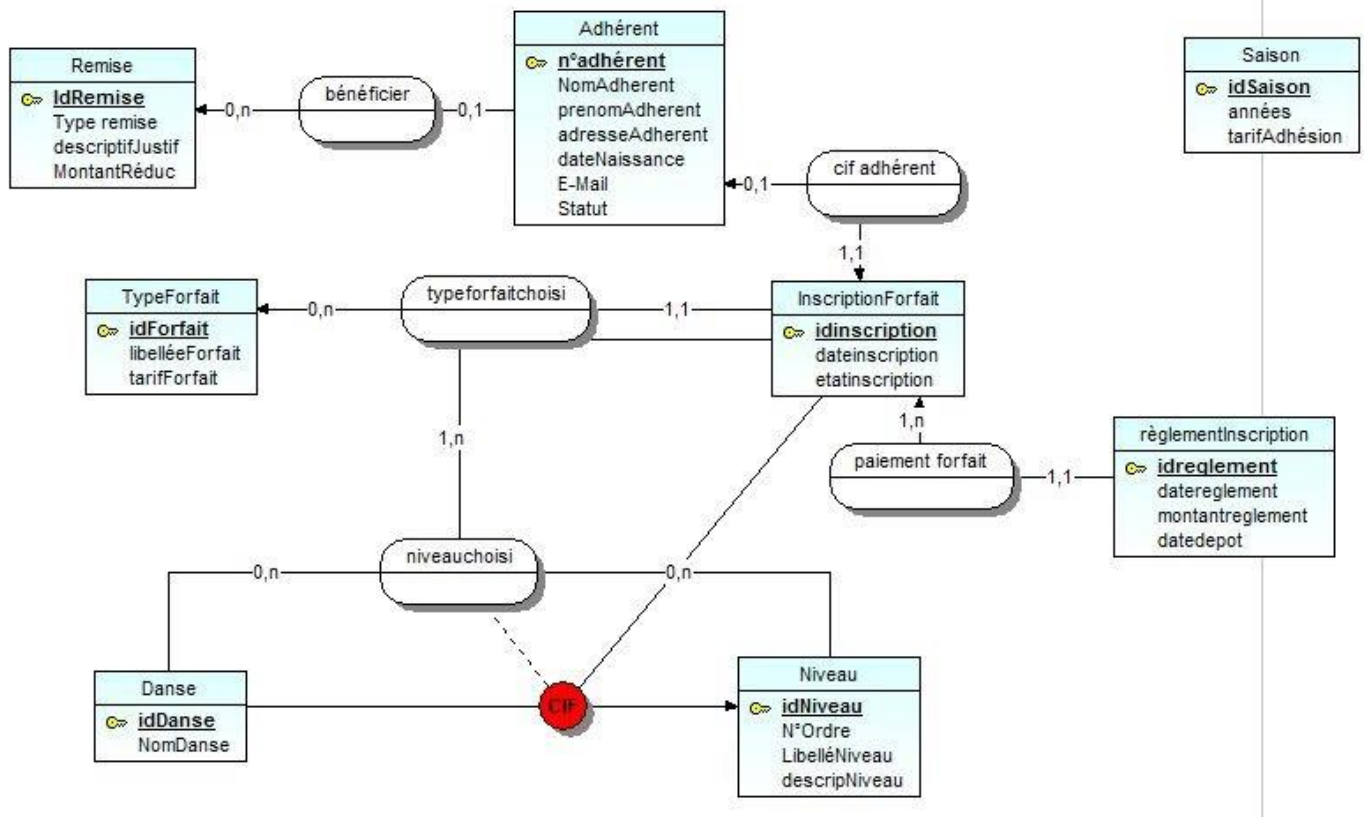 Adhérent
n°adhérent
NomAdherent
prenomAdherent
adresseAdherent
dateNaissance
E-Mail
Statut
Remise
IdRemise
Type remise
descriptifJustif
MontantRéduc
0,n
bénéficier
0,1
Saison
idSaison
années
tarifAdhésion
cif adhérent
0,1
1,1
TypeForfait
idForfait
libelléeForfait
tarifForfait
0,n
typeforfaitchoisi
1,1
InscriptionForfait
idinscription
dateinscription
etatinscription
1,n
1,n
paiement forfait
1,1
règlementInscription
idreglement
datereglement
montantreglement
datedepot
0,n
niveauchoisi
0,n
Danse
idDanse
NomDanse
CIF
Niveau
idNiveau
N°Ordre
LibelléNiveau
descripNiveau